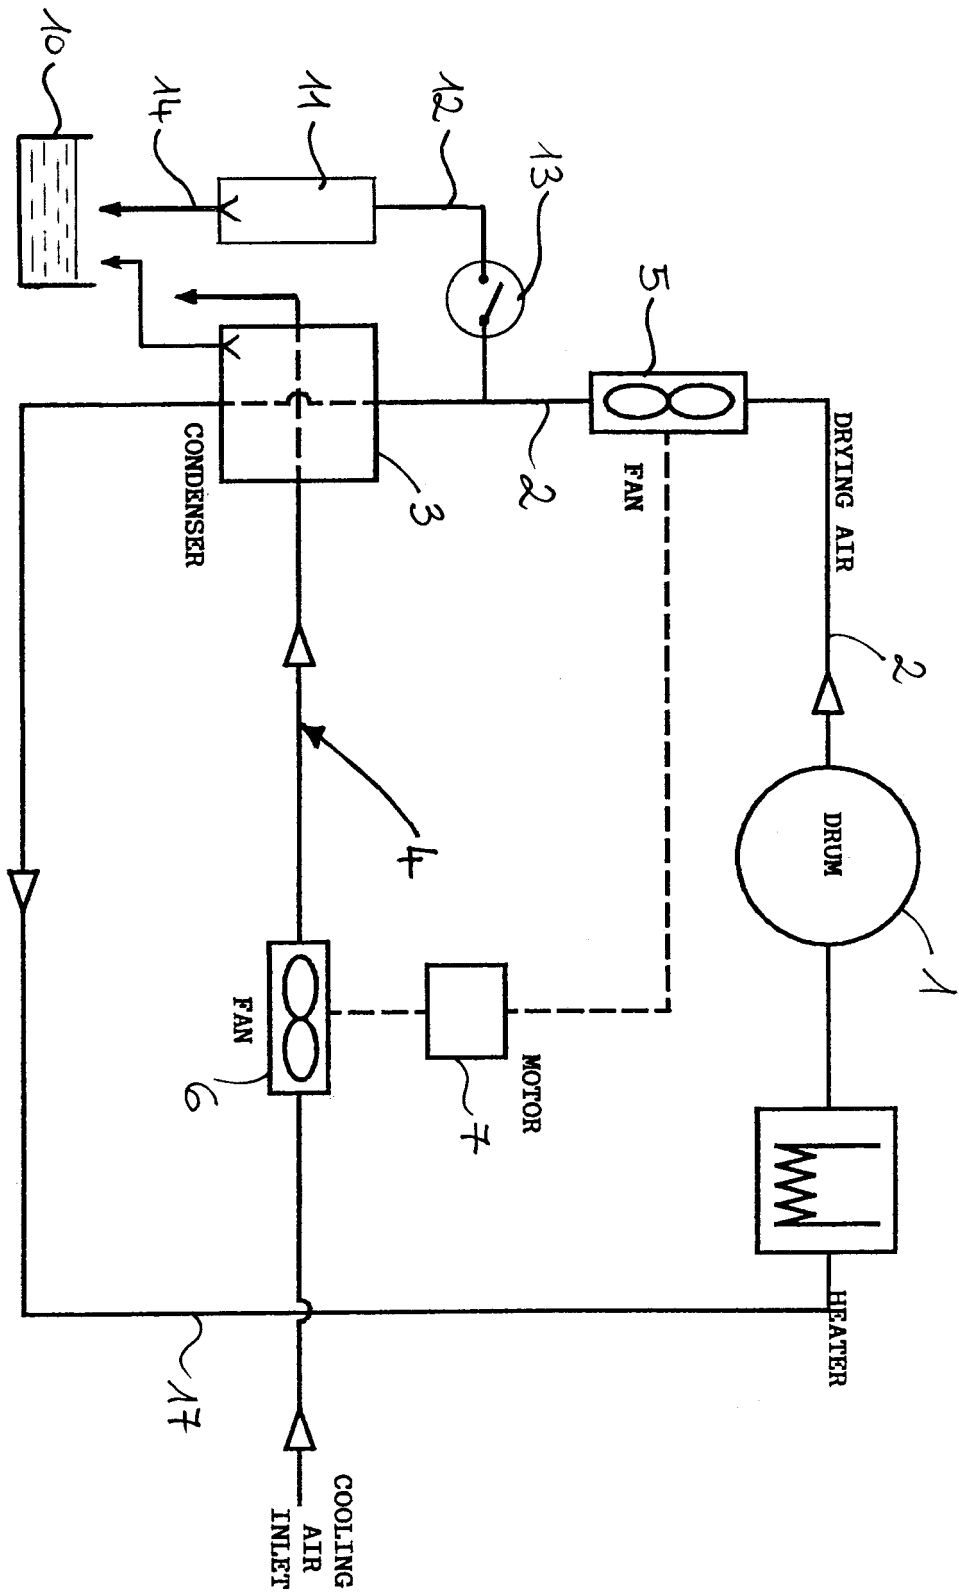 1
2
DRYING AIR
DRUM
HEATER
5
FAN
13
2
MOTOR
12
3
7
4
11
COOLING
AIR
INLET
FAN
CONDENSER
6
17
14
10